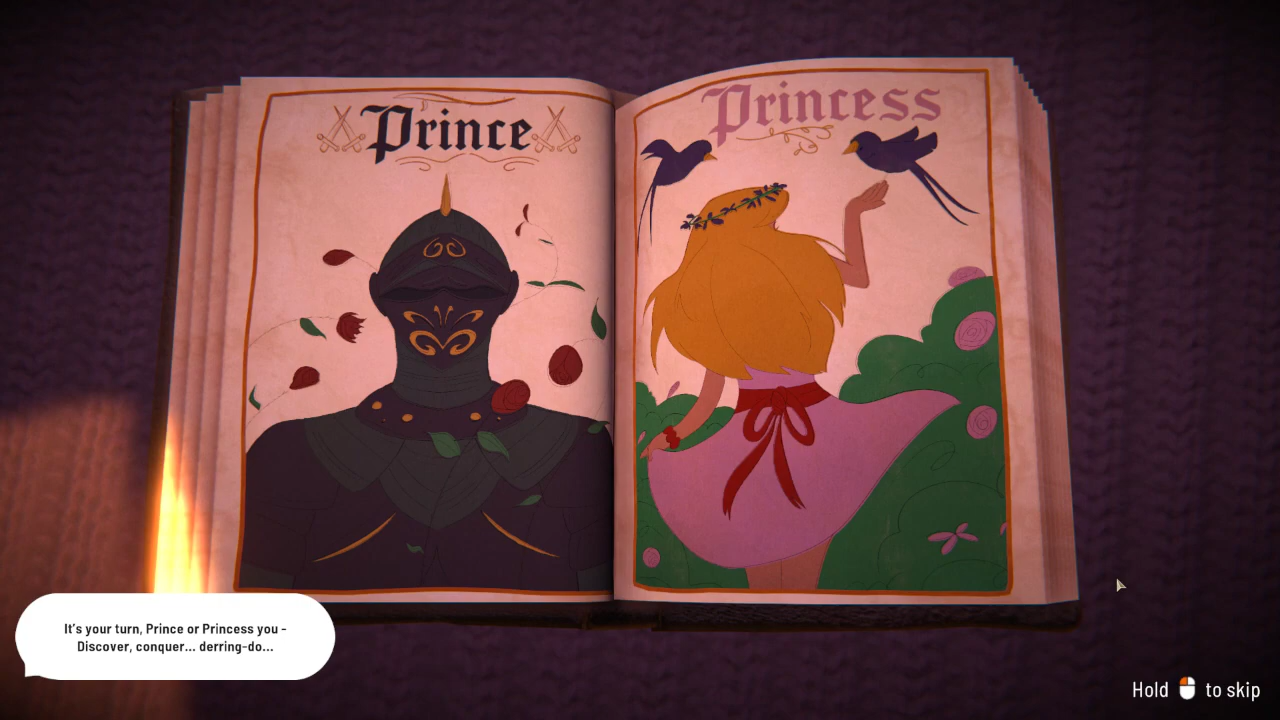 Prince
Princess
It's your turn, Prince or Princess you -
Discover, conquer... derring-do...
Hold to skip